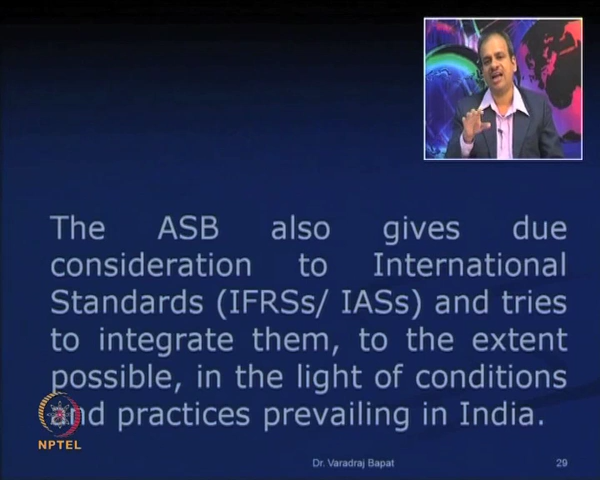 The ASB also gives due
consideration to International
Standards (IFRSs/ IASs) and tries
to integrate them, to the extent
possible, in the light of conditions
and practices prevailing in India.
NPTEL
Dr. Varadraj Bapat
29